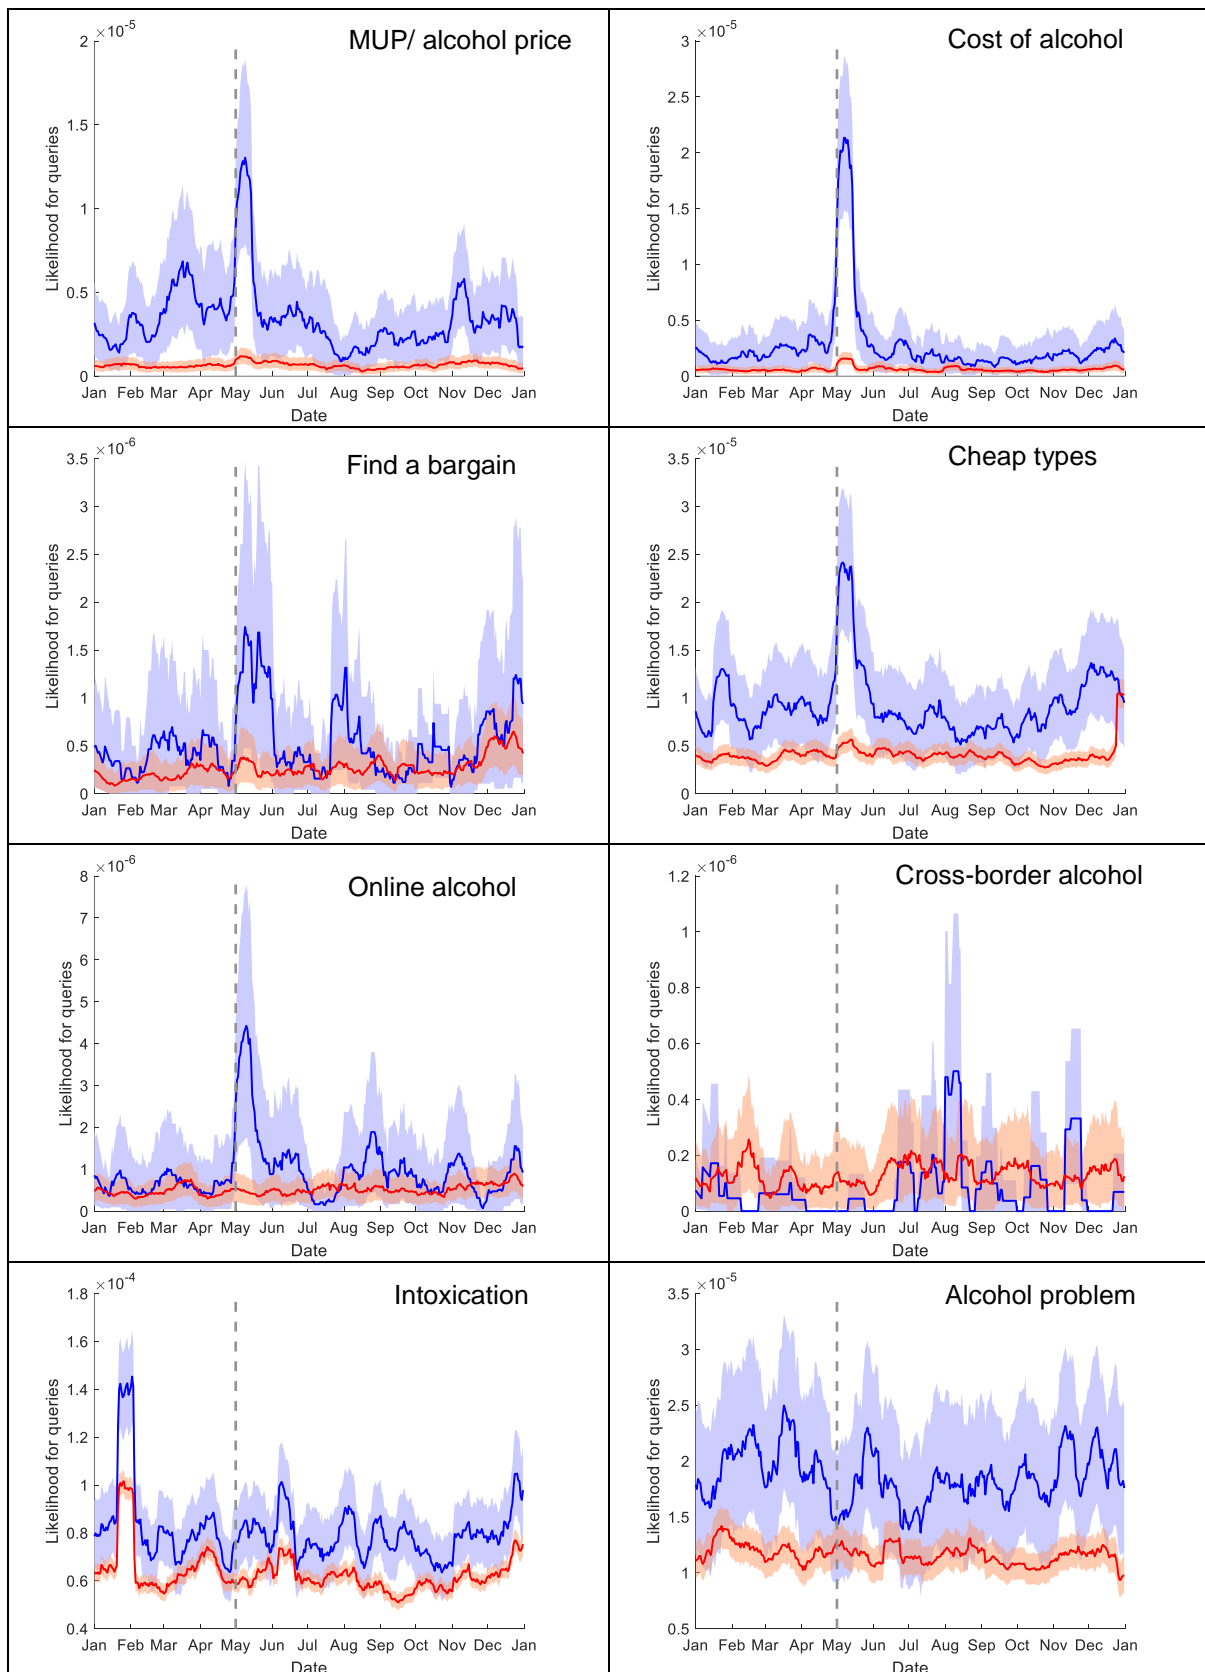 ×10-5
MUP/ alcohol price
2
1.5
1
0.5
0
Likelihood for queries
Jan Feb Mar Apr May Jun Jul Aug Sep Oct Nov Dec Jan
Date
×10-5
Cost of alcohol
3
2.5
2
1.5
1
0.5
0
Likelihood for queries
Jan Feb Mar Apr May Jun Jul Aug Sep Oct Nov Dec Jan
Date
×10-6
Find a bargain
3.5
3
2.5
2
1.5
1
0.5
0
Likelihood for queries
Jan Feb Mar Apr May Jun Jul Aug Sep Oct Nov Dec Jan
Date
×10-5
Cheap types
3.5
3
2.5
2
1.5
1
0.5
0
Likelihood for queries
Jan Feb Mar Apr May Jun Jul Aug Sep Oct Nov Dec Jan
Date
×10-6
Online alcohol
8
7
6
5
4
3
2
1
0
Likelihood for queries
Jan Feb Mar Apr May Jun Jul Aug Sep Oct Nov Dec Jan
Date
×10-6
Cross-border alcohol
1.2
1
0.8
0.6
0.4
0.2
0
Likelihood for queries
Jan Feb Mar Apr May Jun Jul Aug Sep Oct Nov Dec Jan
Date
×10-4
Intoxication
1.8
1.6
1.4
1.2
1
0.8
0.6
0.4
Likelihood for queries
Jan Feb Mar Apr May Jun Jul Aug Sep Oct Nov Dec Jan
Date
×10-5
Alcohol problem
3.5
3
2.5
2
1.5
1
0.5
Likelihood for queries
Jan Feb Mar Apr May Jun Jul Aug Sep Oct Nov Dec Jan
Date